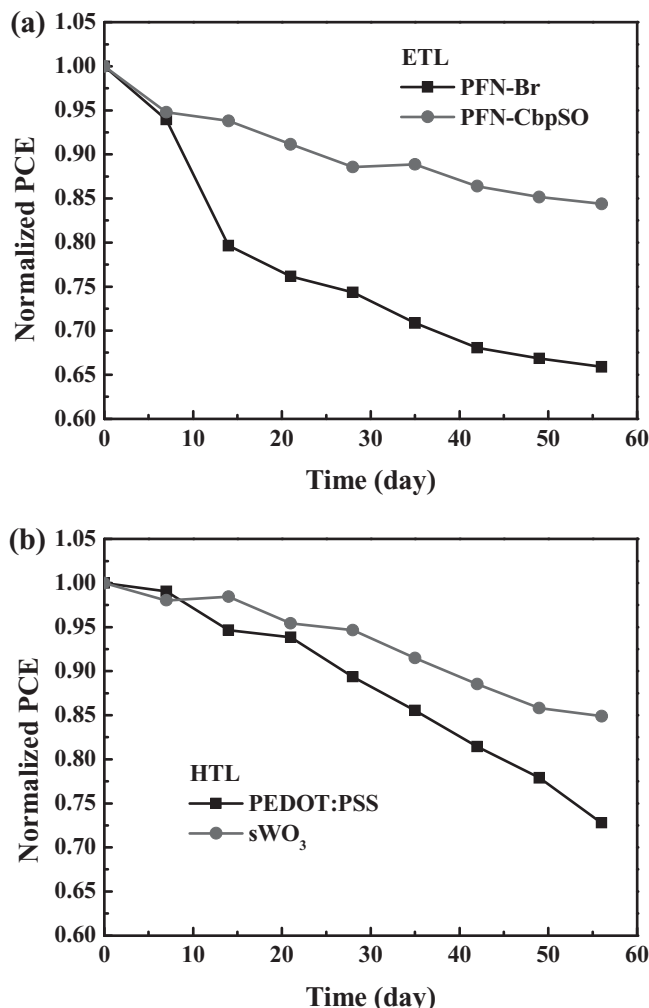 (a)
1.05
1.00
0.95
0.90
0.85
0.80
0.75
0.70
0.65
0.60
Normalized PCE
ETL
PFN-Br
PFN-CbpSO
0 10 20 30 40 50 60
Time (day)
(b)
1.05
1.00
0.95
0.90
0.85
0.80
0.75
0.70
0.65
0.60
Normalized PCE
HTL
PEDOT:PSS
sWO₃
0 10 20 30 40 50 60
Time (day)